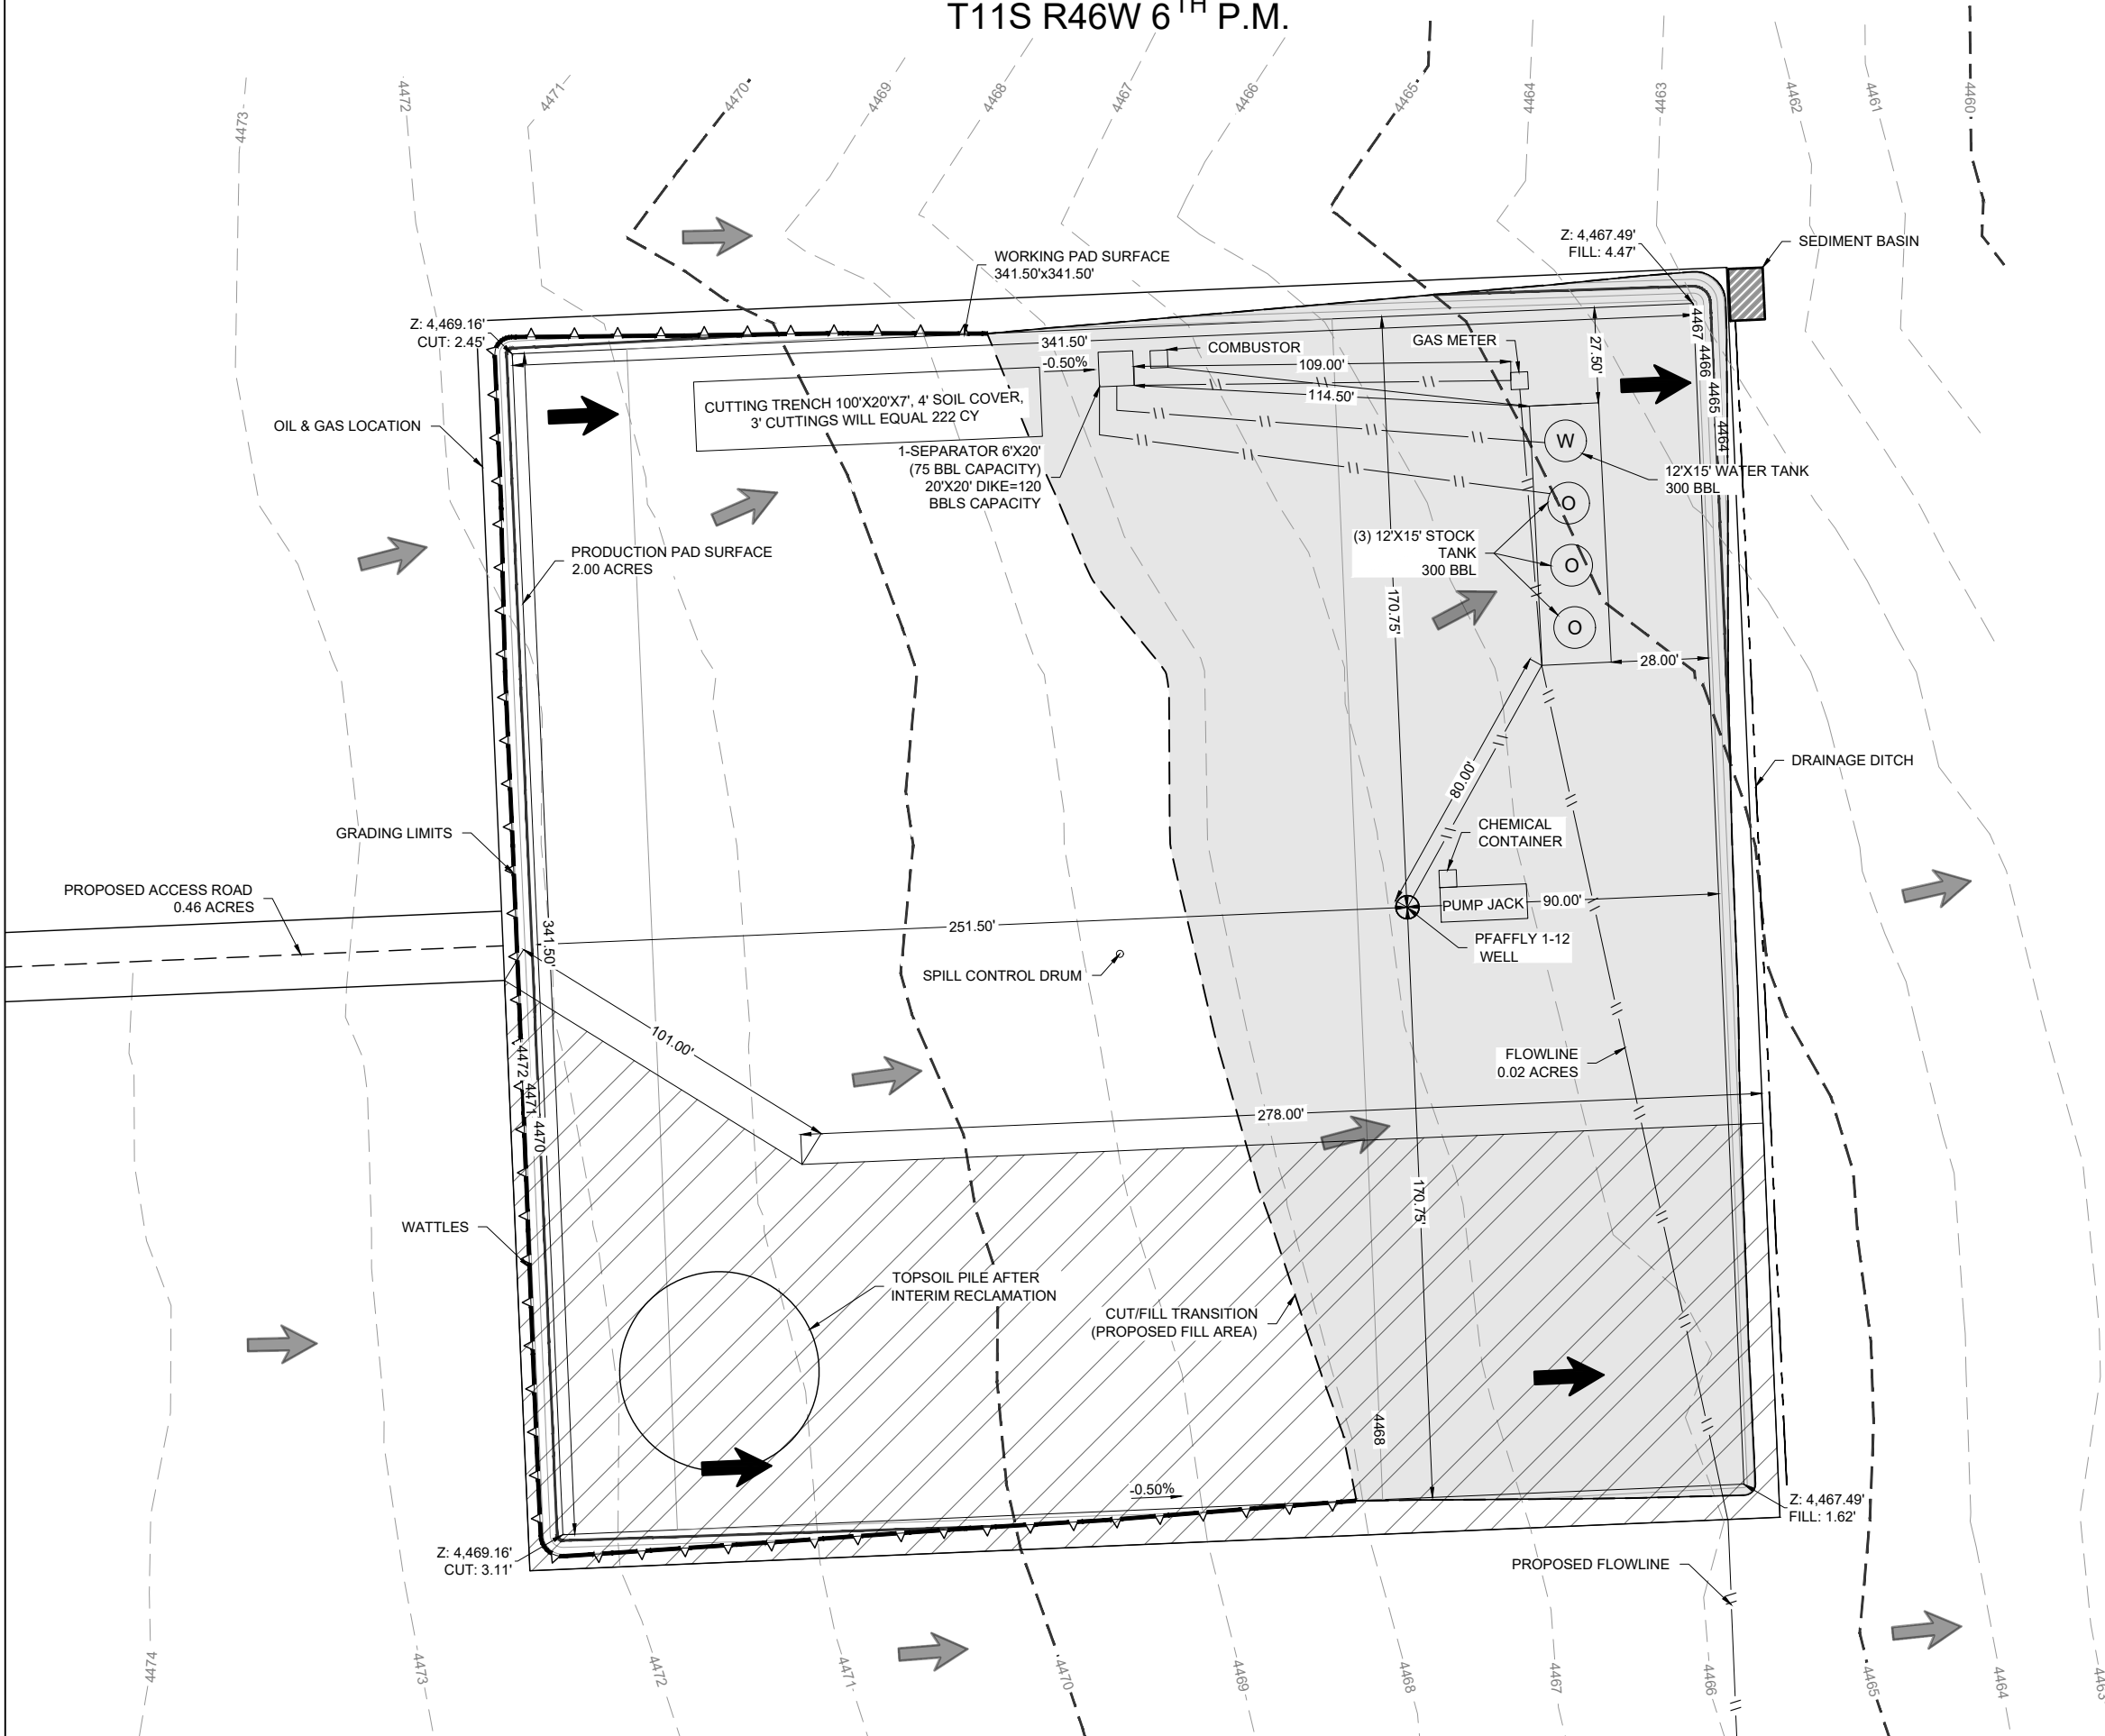 T11S R46W 6TH P.M.
4473
4472
4471
4470
4469
4468
4467
4466
4465
4464
4463
4462
4461
4460
WORKING PAD SURFACE
341.50'x341.50'
Z: 4,467.49'
FILL: 4.47'
SEDIMENT BASIN
Z: 4,469.16'
CUT: 2.45'
341.50'
-0.50%
COMBUSTOR
109.00'
GAS METER
27.50'
4467
4466
4465
4464
114.50'
CUTTING TRENCH 100'X20'X7', 4' SOIL COVER,
3' CUTTINGS WILL EQUAL 222 CY
OIL & GAS LOCATION
1-SEPARATOR 6'X20'
(75 BBL CAPACITY)
20'X20' DIKE=120
BBLS CAPACITY
W
12'X15' WATER TANK
300 BBL
O
O
O
(3) 12'X15' STOCK
TANK
300 BBL
PRODUCTION PAD SURFACE
2.00 ACRES
170.75'
28.00'
DRAINAGE DITCH
80.00'
CHEMICAL
CONTAINER
GRADING LIMITS
PROPOSED ACCESS ROAD
0.46 ACRES
PUMP JACK
90.00'
251.50'
341.50'
PFAFFLY 1-12
WELL
SPILL CONTROL DRUM
101.00'
4472
4471
4470
FLOWLINE
0.02 ACRES
278.00'
170.75'
WATTLES
TOPSOIL PILE AFTER
INTERIM RECLAMATION
CUT/FILL TRANSITION
(PROPOSED FILL AREA)
4468
-0.50%
Z: 4,467.49'
FILL: 1.62'
Z: 4,469.16'
CUT: 3.11'
PROPOSED FLOWLINE
4474
4473
4472
4471
4470
4469
4468
4467
4466
4465
4464
4463